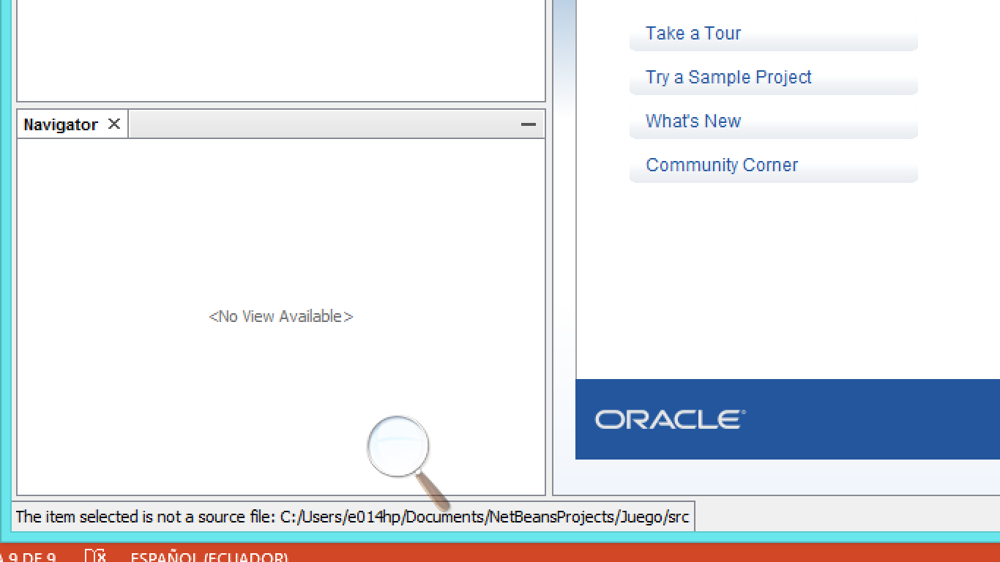 Take a Tour
Try a Sample Project
What's New
Community Corner
Navigator
<No View Available>
ORACLE
The item selected is not a source file: C:/Users/e014hp/Documents/NetBeansProjects/Juego/src
A 9 DE 9 ESPAÑOL (ECUADOR)